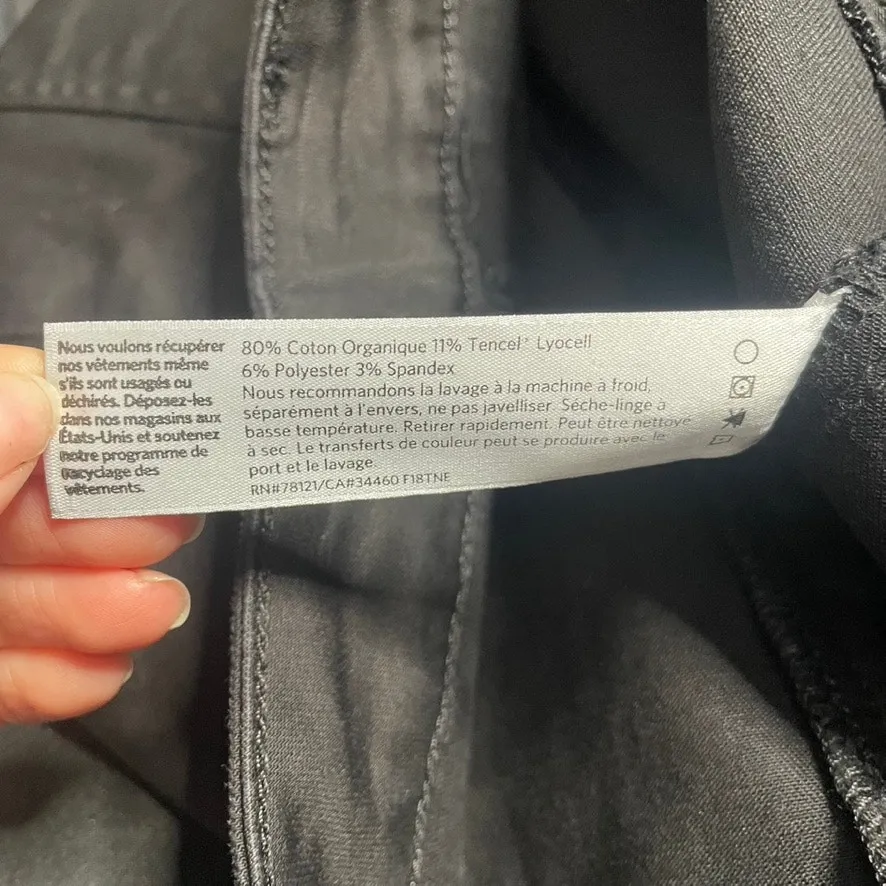 Nous voulons récupérer
nos vêtements même
s'ils sont usagés ou
déchirés. Déposez-les
dans nos magasins aux
États-Unis et soutenez
notre programme de
recyclage des
vêtements.
80% Coton Organique 11% Tencel™ Lyocell
6% Polyester 3% Spandex
Nous recommandons la lavage à la machine à froid,
séparément à l'envers, ne pas javelliser. Séche-linge à
basse température. Retirer rapidement. Peut être nettoye
à sec. Le transferts de couleur peut se produire avec le
port et le lavage.
RN#78121/CA#34460 F18TNE